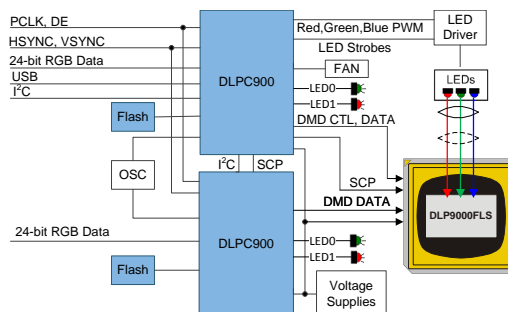 PCLK, DE
HSYNC, VSYNC
24-bit RGB Data
USB
I²C
Flash
OSC
DLPC900
Red,Green,Blue PWM
LED Strobes
FAN
LED0
LED1
DMD CTL, DATA
LED
Driver
LEDs
I²C
SCP
SCP
DMD DATA
DLP9000FLS
24-bit RGB Data
Flash
DLPC900
LED0
LED1
Voltage
Supplies